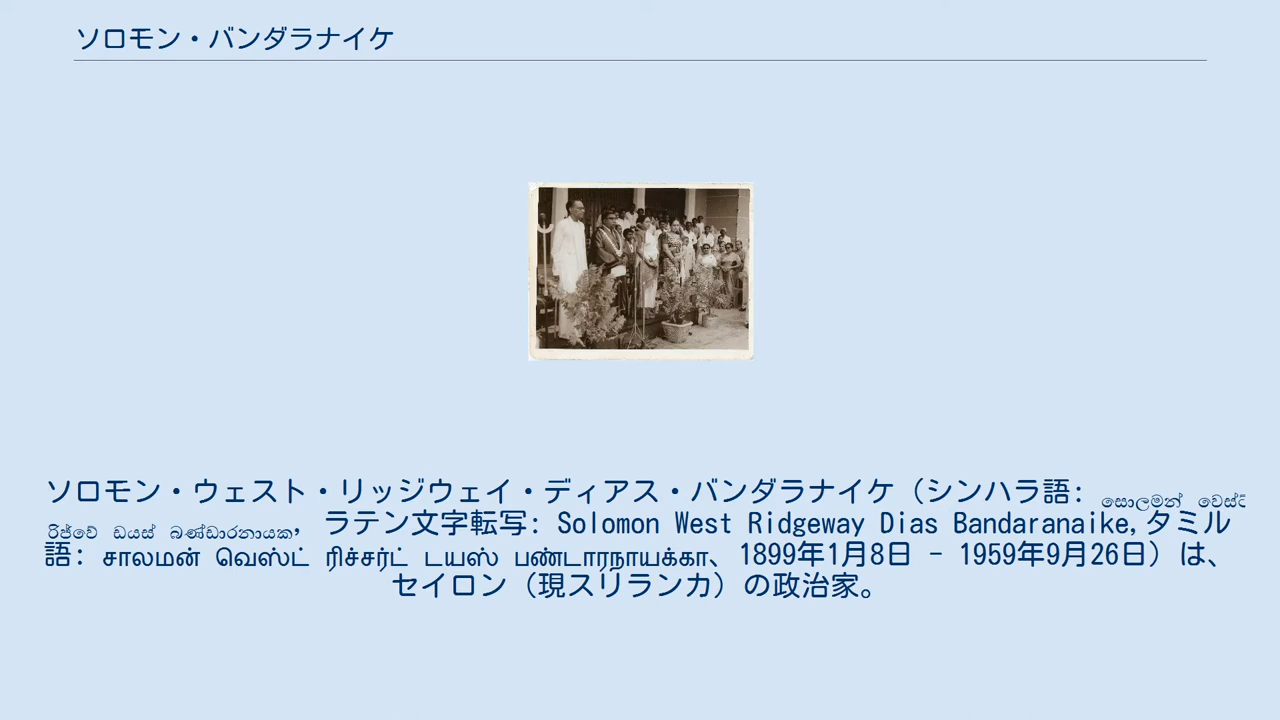 ソロモン・バンダラナイケ
ソロモン・ウェスト・リッジウェイ・ディアス・バンダラナイケ（シンハラ語: සොලමන් වෙස්ට්
රිජ්වේ ඩයස් බණ්ඩාරනායක, ラテン文字転写: Solomon West Ridgeway Dias Bandaranaike,タミル
語: சாலமன் வெஸ்ட் ரிச்சர்ட் டயஸ் பண்டாரநாயக்கா、1899年1月8日 - 1959年9月26日）は、
セイロン（現スリランカ）の政治家。